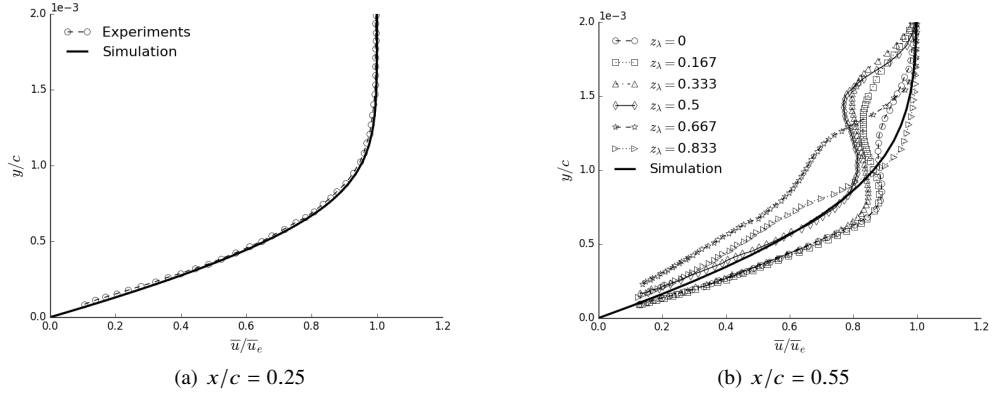 1e−3
2.0
1.5
1.0
0.5
0.0
y/c
Experiments
Simulation
0.0 0.2 0.4 0.6 0.8 1.0 1.2
u̅/u̅ₑ
(a) x/c = 0.25
1e−3
2.0
1.5
1.0
0.5
0.0
y/c
z_λ = 0
z_λ = 0.167
z_λ = 0.333
z_λ = 0.5
z_λ = 0.667
z_λ = 0.833
Simulation
0.0 0.2 0.4 0.6 0.8 1.0 1.2
u̅/u̅ₑ
(b) x/c = 0.55